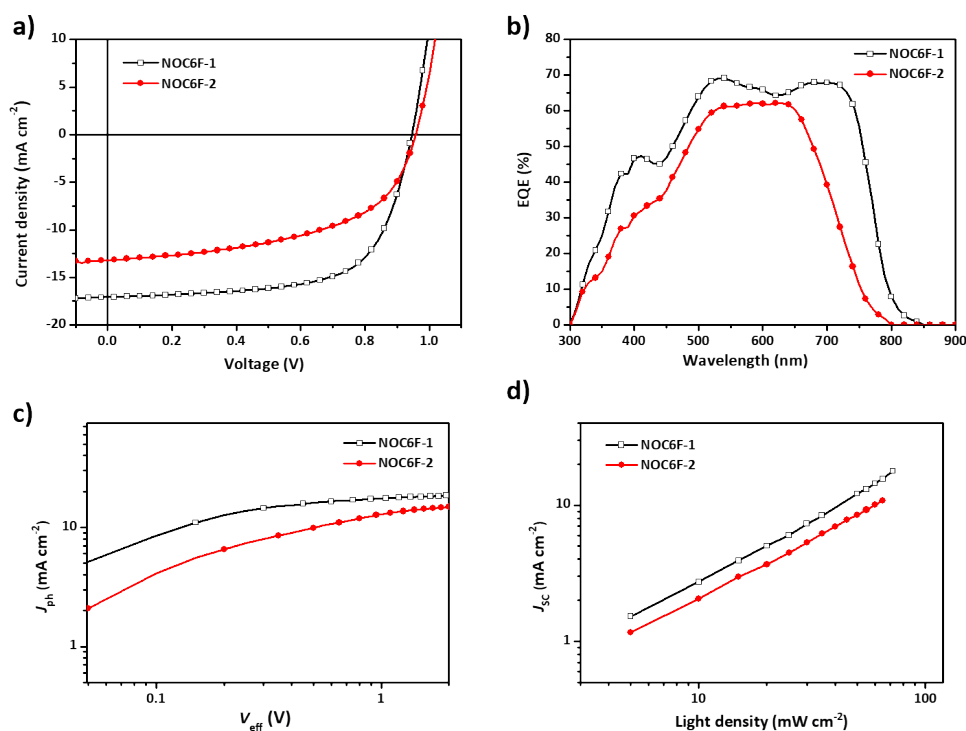 a)
NOC6F-1
NOC6F-2
10
5
0
-5
-10
-15
-20
Current density (mA cm⁻²)
0.0 0.2 0.4 0.6 0.8 1.0
Voltage (V)
b)
NOC6F-1
NOC6F-2
80
70
60
50
40
30
20
10
0
EQE (%)
300 400 500 600 700 800 900
Wavelength (nm)
c)
NOC6F-1
NOC6F-2
10
1
Jph (mA cm⁻²)
0.1 1
Veff (V)
d)
NOC6F-1
NOC6F-2
10
1
JSC (mA cm⁻²)
10 100
Light density (mW cm⁻²)